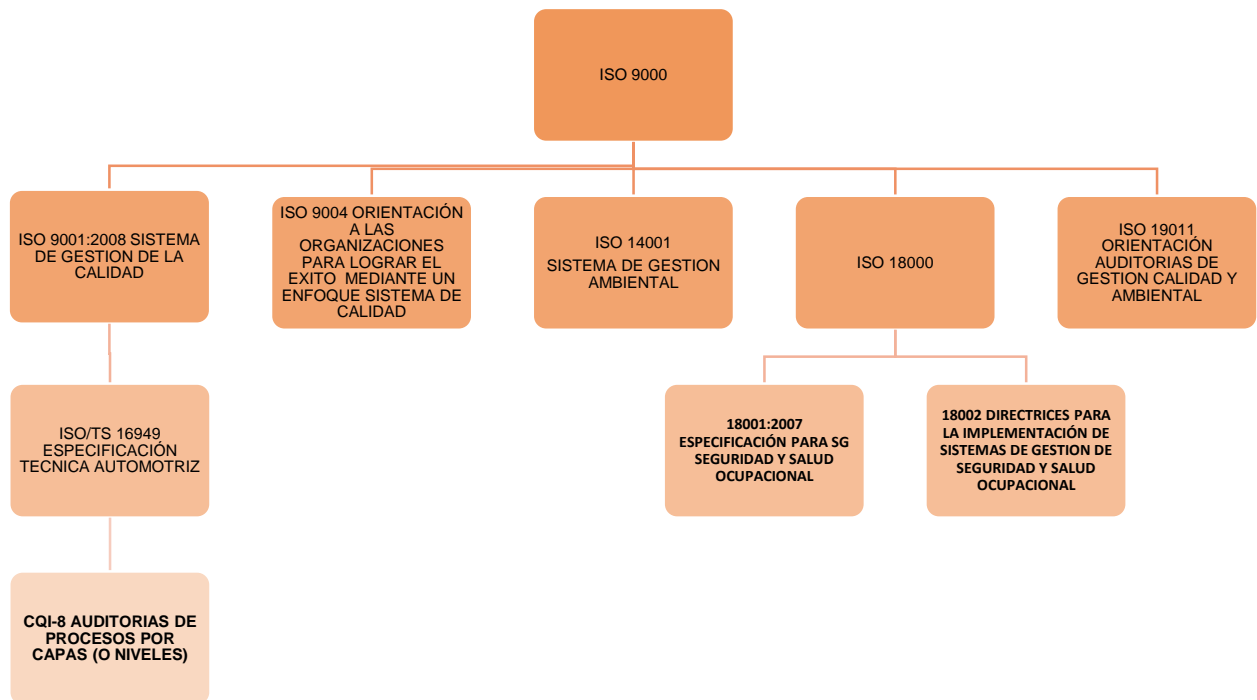 ISO 9000
ISO 9001:2008 SISTEMA
DE GESTION DE LA
CALIDAD
ISO 9004 ORIENTACIÓN
A LAS
ORGANIZACIONES
PARA LOGRAR EL
EXITO MEDIANTE UN
ENFOQUE SISTEMA DE
CALIDAD
ISO 14001
SISTEMA DE GESTION
AMBIENTAL
ISO 18000
ISO 19011
ORIENTACIÓN
AUDITORIAS DE
GESTION CALIDAD Y
AMBIENTAL
ISO/TS 16949
ESPECIFICACIÓN
TECNICA AUTOMOTRIZ
18001:2007
ESPECIFICACIÓN PARA SG
SEGURIDAD Y SALUD
OCUPACIONAL
18002 DIRECTRICES PARA
LA IMPLEMENTACIÓN DE
SISTEMAS DE GESTION DE
SEGURIDAD Y SALUD
OCUPACIONAL
CQI-8 AUDITORIAS DE
PROCESOS POR
CAPAS (O NIVELES)